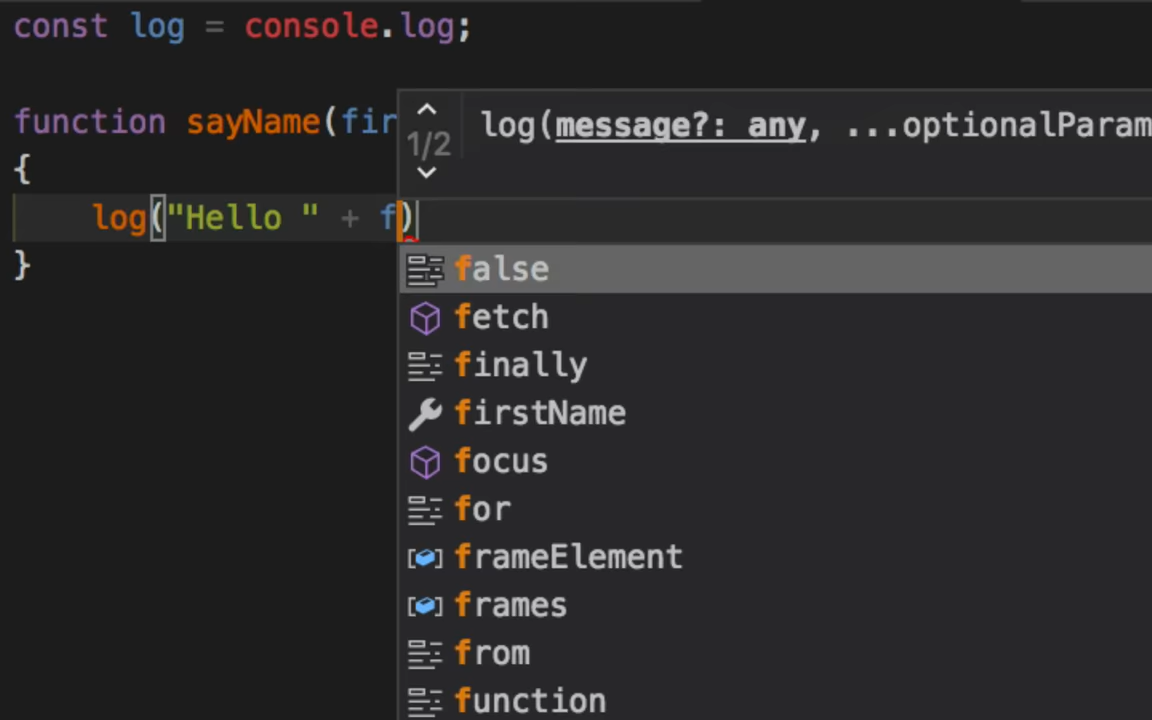 const log = console.log;
function sayName(fir
1/2
log(message?: any, ...optionalParam
{
log("Hello " + f)
}
false
fetch
finally
firstName
focus
for
frameElement
frames
from
function